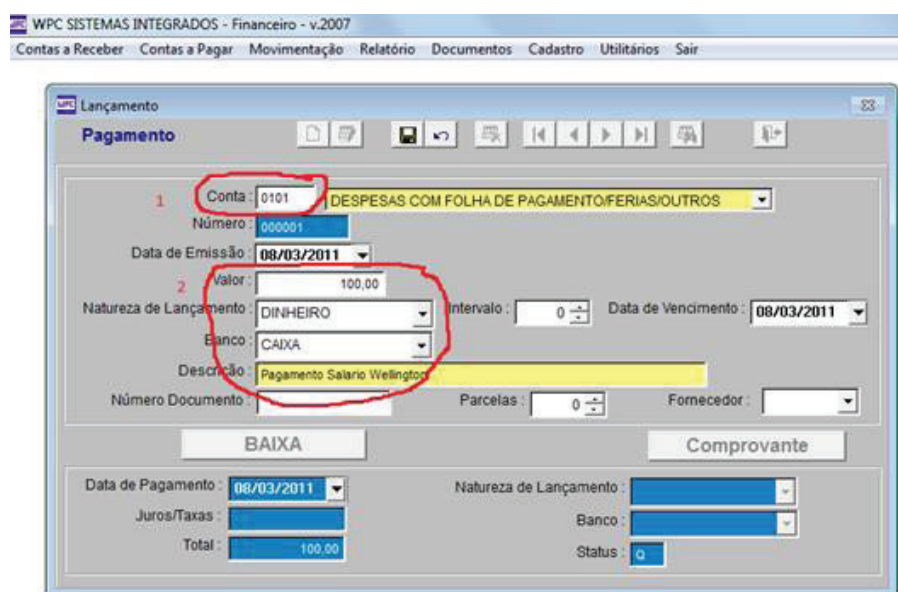 WPC SISTEMAS INTEGRADOS - Financeiro - v.2007
Contas a Receber Contas a Pagar Movimentação Relatório Documentos Cadastro Utilitários Sair
WPC Lançamento
Pagamento
1 Conta : 0101 DESPESAS COM FOLHA DE PAGAMENTO/FERIAS/OUTROS
Número : 000001
Data de Emissão : 08/03/2011
2 Valor : 100,00
Natureza de Lançamento : DINHEIRO Intervalo : 0 Data de Vencimento : 08/03/2011
Banco : CAIXA
Descrição : Pagamento Salario Wellington
Número Documento : Parcelas : 0 Fornecedor :
BAIXA Comprovante
Data de Pagamento : 08/03/2011 Natureza de Lançamento :
Juros/Taxas : Banco :
Total : 100,00 Status : Q